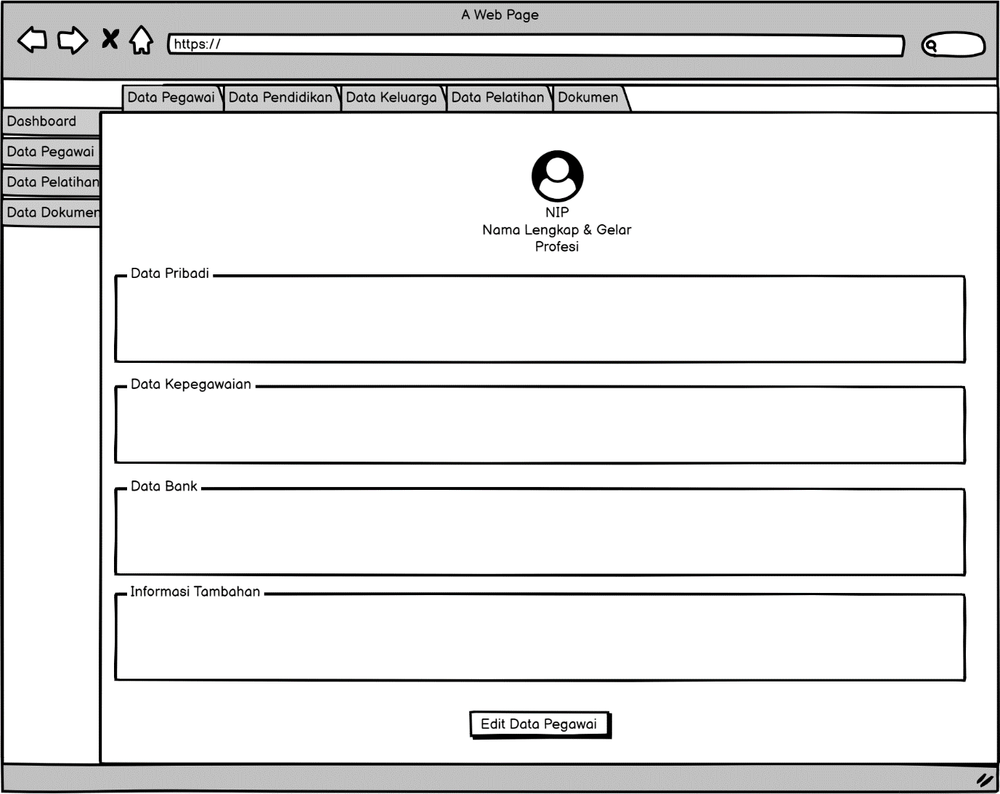 A Web Page
https://
Data Pegawai
Data Pendidikan
Data Keluarga
Data Pelatihan
Dokumen
Dashboard
Data Pegawai
Data Pelatihan
Data Dokumen
NIP
Nama Lengkap & Gelar
Profesi
Data Pribadi
Data Kepegawaian
Data Bank
Informasi Tambahan
Edit Data Pegawai